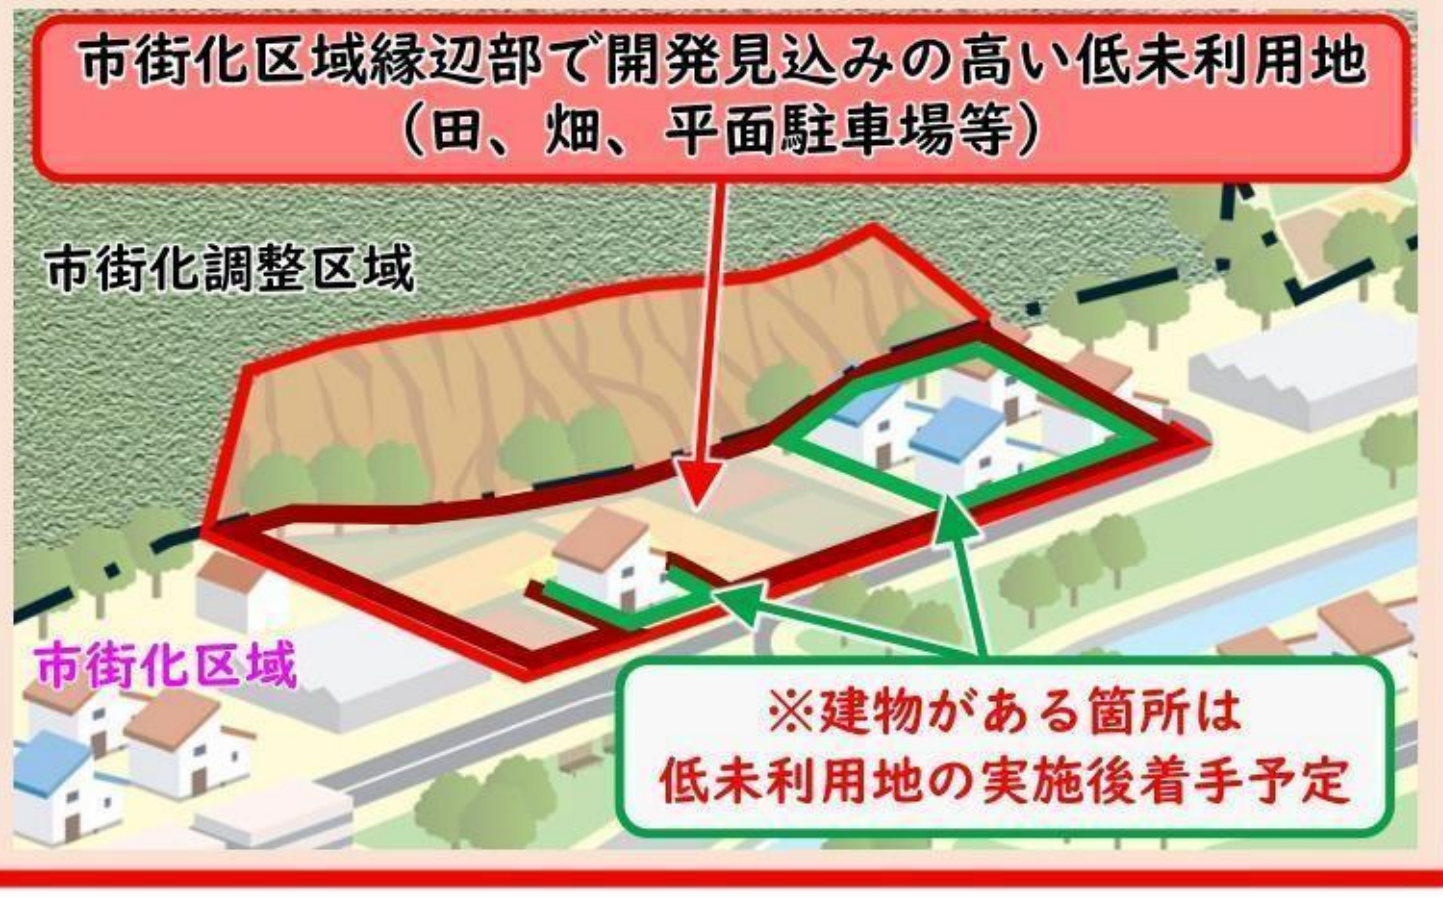 市街化区域縁辺部で開発見込みの高い低未利用地
（田、畑、平面駐車場等）
市街化調整区域
市街化区域
※建物がある箇所は
低未利用地の実施後着手予定